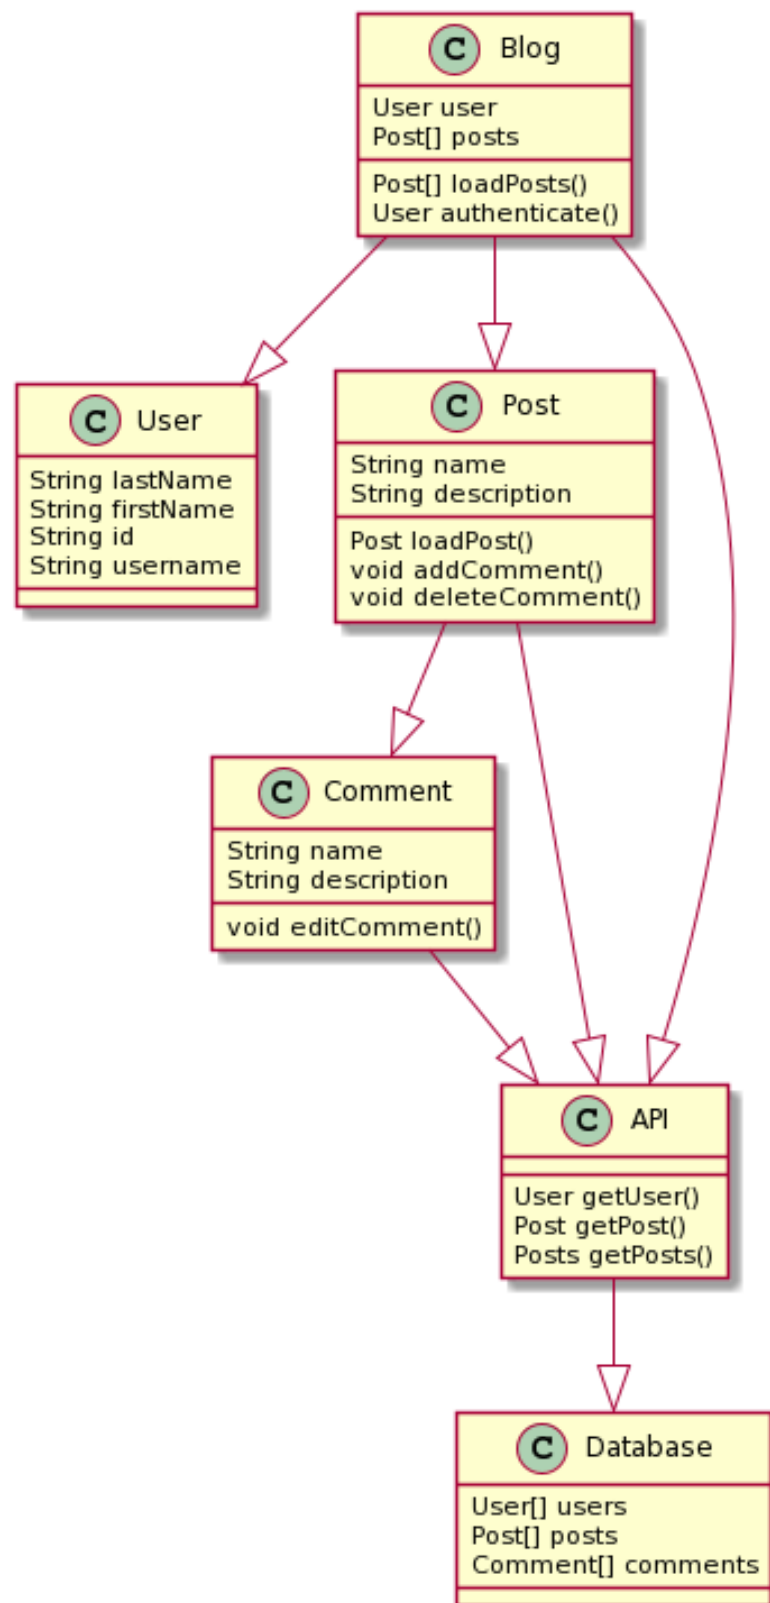 C Blog
User user
Post[] posts
Post[] loadPosts()
User authenticate()
C User
String lastName
String firstName
String id
String username
C Post
String name
String description
Post loadPost()
void addComment()
void deleteComment()
C Comment
String name
String description
void editComment()
C API
User getUser()
Post getPost()
Posts getPosts()
C Database
User[] users
Post[] posts
Comment[] comments